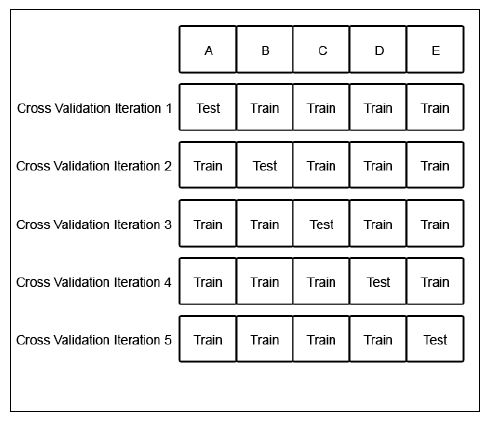 A B C D E
Cross Validation Iteration 1 Test Train Train Train Train
Cross Validation Iteration 2 Train Test Train Train Train
Cross Validation Iteration 3 Train Train Test Train Train
Cross Validation Iteration 4 Train Train Train Test Train
Cross Validation Iteration 5 Train Train Train Train Test